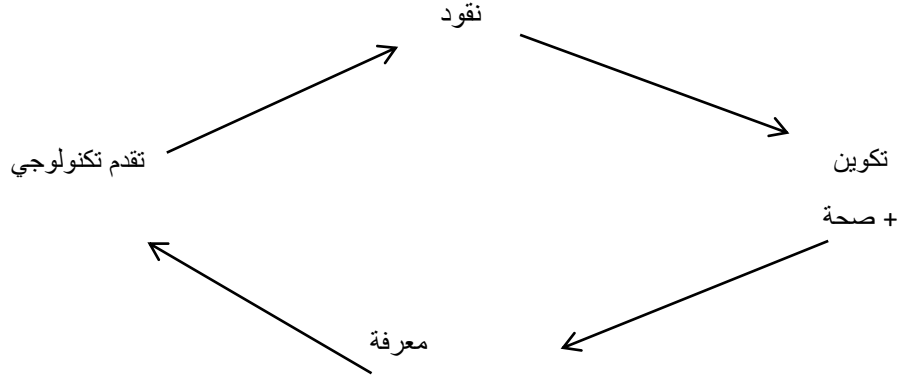 نقود
تكوين
+ صحة
معرفة
تقدم تكنولوجي